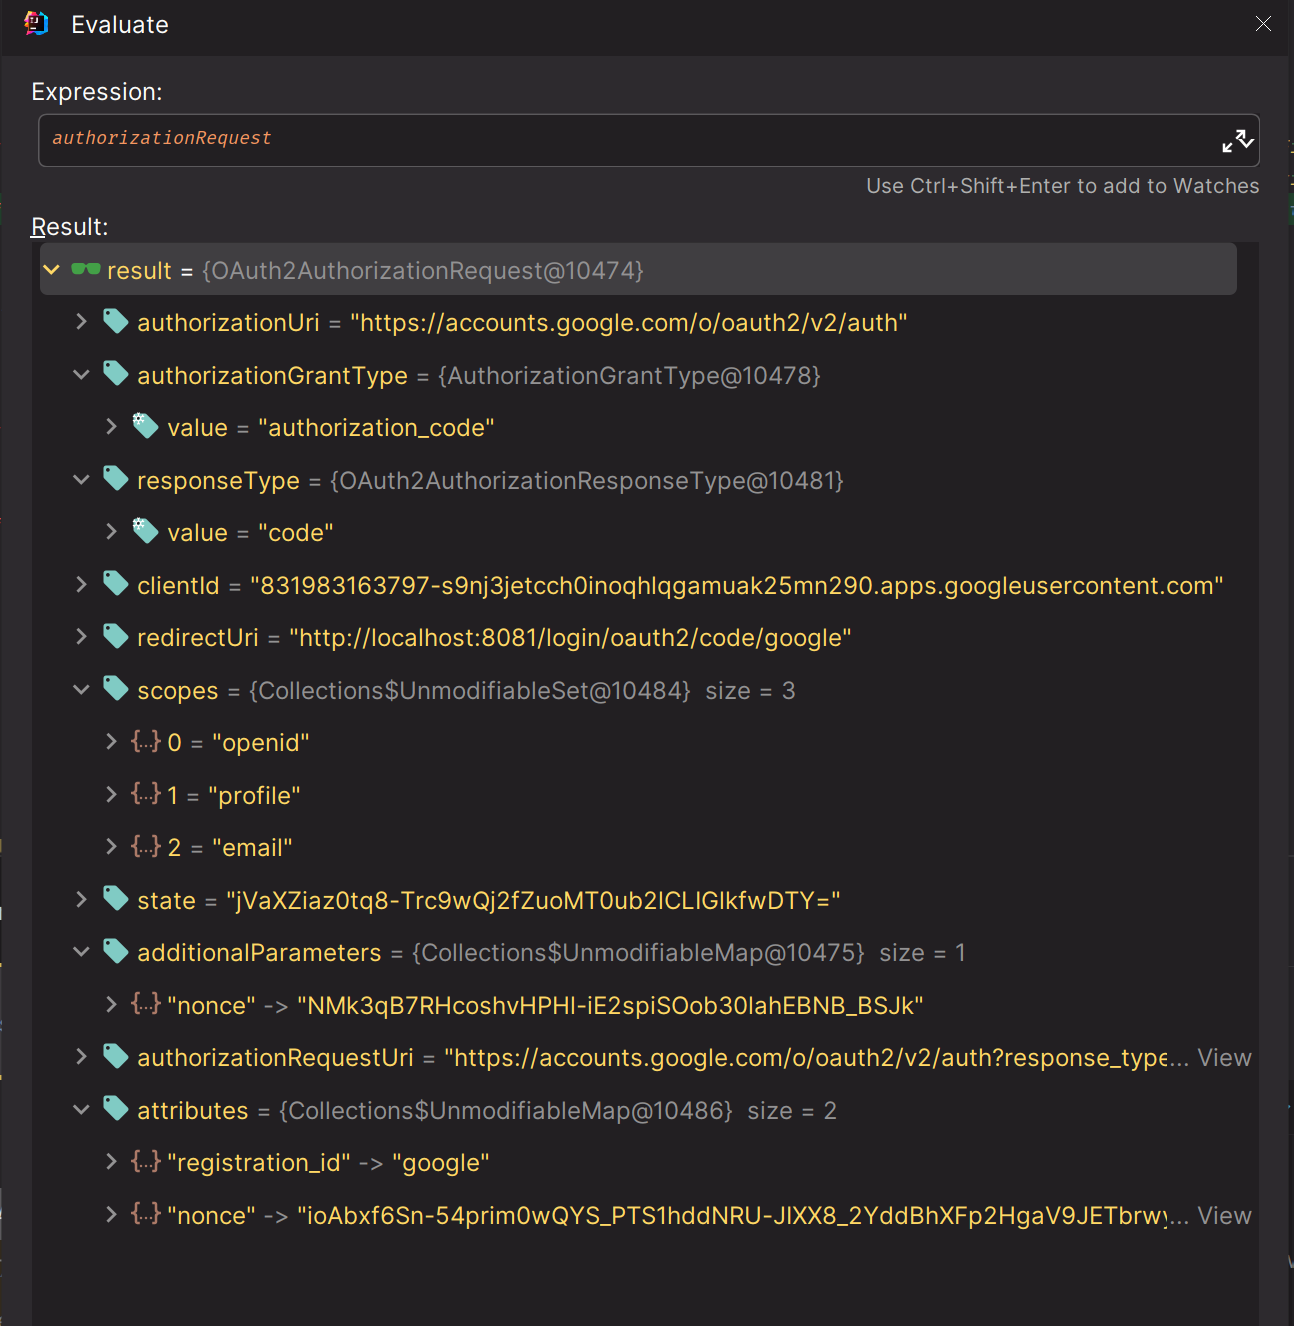 Evaluate
Expression:
authorizationRequest
Use Ctrl+Shift+Enter to add to Watches
Result:
result = {OAuth2AuthorizationRequest@10474}
authorizationUri = "https://accounts.google.com/o/oauth2/v2/auth"
authorizationGrantType = {AuthorizationGrantType@10478}
value = "authorization_code"
responseType = {OAuth2AuthorizationResponseType@10481}
value = "code"
clientId = "831983163797-s9nj3jetcch0inoqhlqgamuak25mn290.apps.googleusercontent.com"
redirectUri = "http://localhost:8081/login/oauth2/code/google"
scopes = {Collections$UnmodifiableSet@10484} size = 3
{...} 0 = "openid"
{...} 1 = "profile"
{...} 2 = "email"
state = "jVaXZiaz0tq8-Trc9wQj2fZuoMT0ub2ICLIGlkfwDTY="
additionalParameters = {Collections$UnmodifiableMap@10475} size = 1
{...} "nonce" -> "NMk3qB7RHcoshvHPHI-iE2spiSOob30lahEBNB_BSJk"
authorizationRequestUri = "https://accounts.google.com/o/oauth2/v2/auth?response_type... View
attributes = {Collections$UnmodifiableMap@10486} size = 2
{...} "registration_id" -> "google"
{...} "nonce" -> "ioAbxf6Sn-54prim0wQYS_PTS1hddNRU-JIXX8_2YddBhXFp2HgaV9JETbrwy... View